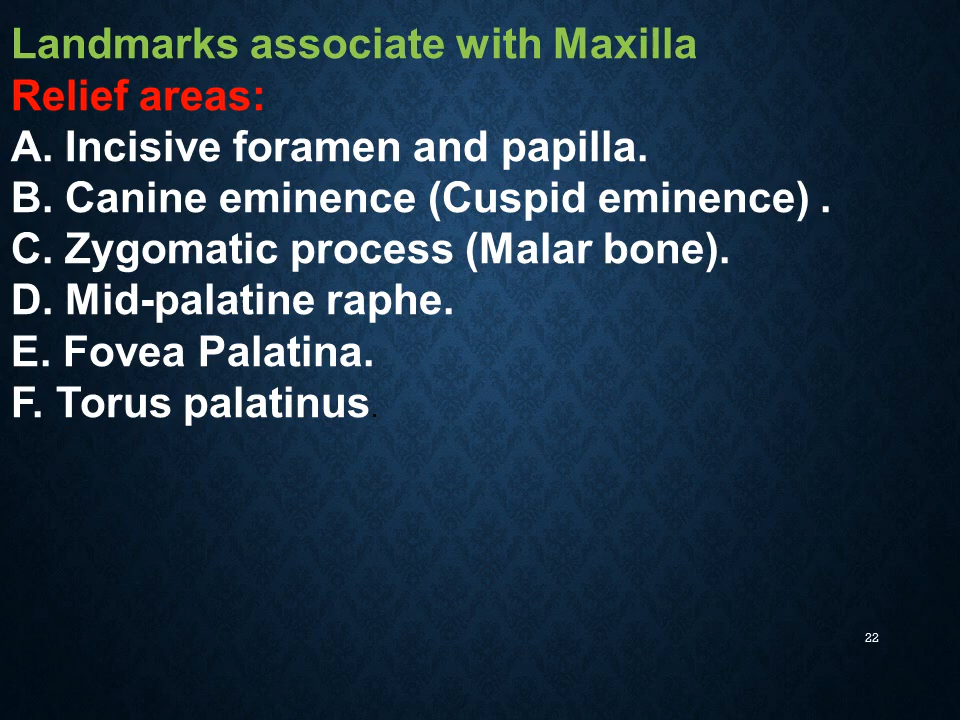 Landmarks associate with Maxilla
Relief areas:
A. Incisive foramen and papilla.
B. Canine eminence (Cuspid eminence) .
C. Zygomatic process (Malar bone).
D. Mid-palatine raphe.
E. Fovea Palatina.
F. Torus palatinus.
22